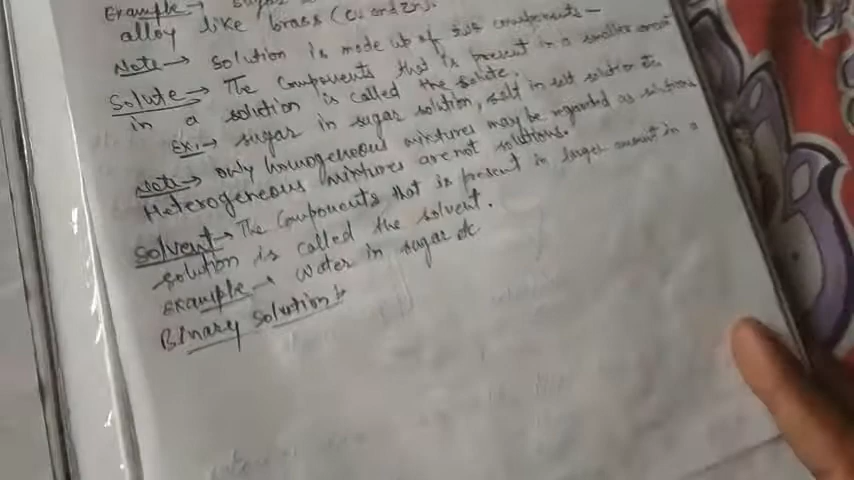 Example → sugar
alloy like brass (Cu and Zn).
Note → Solution is made up of components —
Solute → The components that is present in a smaller amount
in a solution is called the solute.
Ex:→ sugar in sugar solution, salt in salt solution etc
Note → only homogeneous mixtures may be regarded as solutions
Heterogeneous mixtures are not solutions.
Solvent → The components that is present in larger amount in a
solution is called the solvent.
Example → water in sugar etc
Binary solution :-